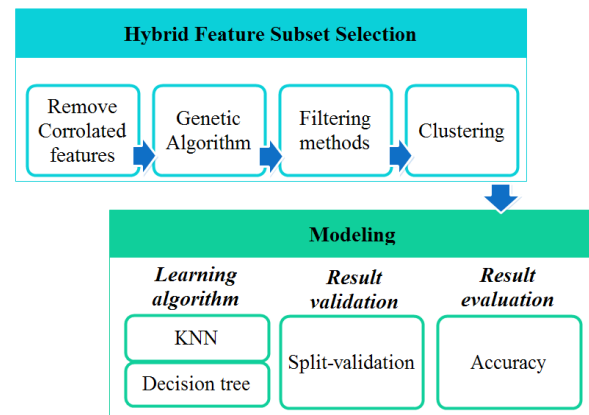 Hybrid Feature Subset Selection
Remove
Corrolated
features
Genetic
Algorithm
Filtering
methods
Clustering
Modeling
Learning
algorithm
KNN
Decision tree
Result
validation
Split-validation
Result
evaluation
Accuracy